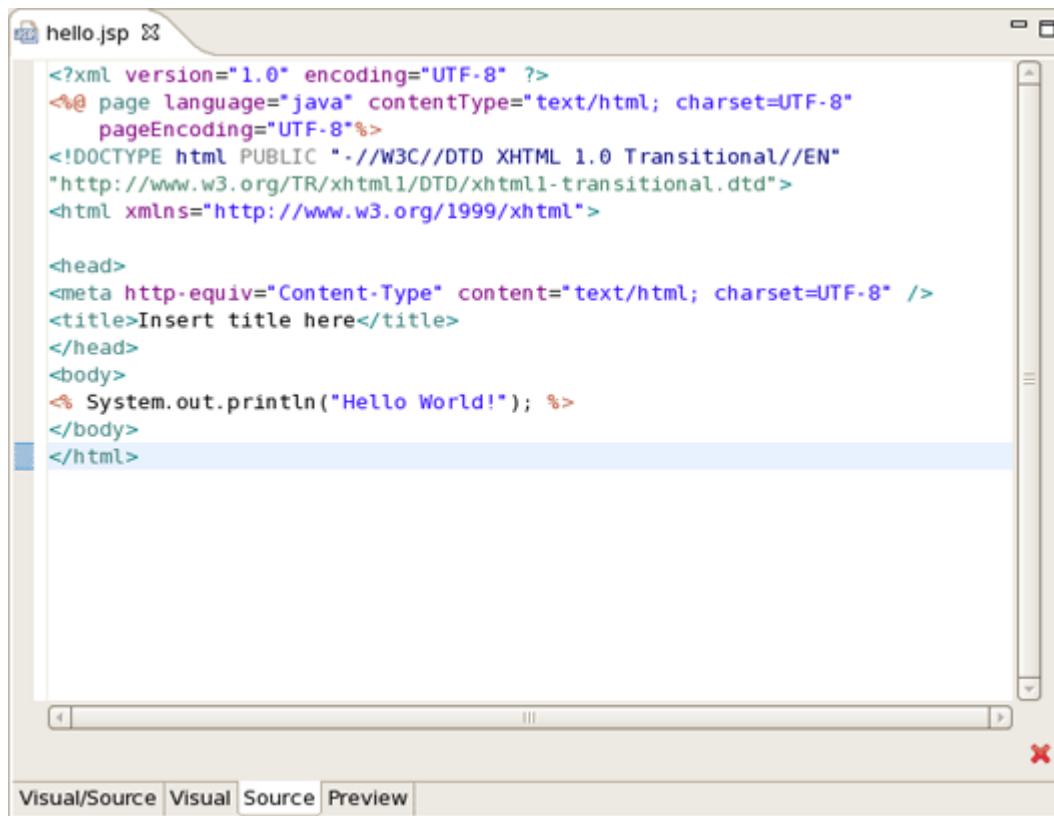 hello.jsp
<?xml version="1.0" encoding="UTF-8" ?>
<%@ page language="java" contentType="text/html; charset=UTF-8"
    pageEncoding="UTF-8"%>
<!DOCTYPE html PUBLIC "-//W3C//DTD XHTML 1.0 Transitional//EN"
"http://www.w3.org/TR/xhtml1/DTD/xhtml1-transitional.dtd">
<html xmlns="http://www.w3.org/1999/xhtml">

<head>
<meta http-equiv="Content-Type" content="text/html; charset=UTF-8" />
<title>Insert title here</title>
</head>
<body>
<% System.out.println("Hello World!"); %>
</body>
</html>
Visual/Source Visual Source Preview